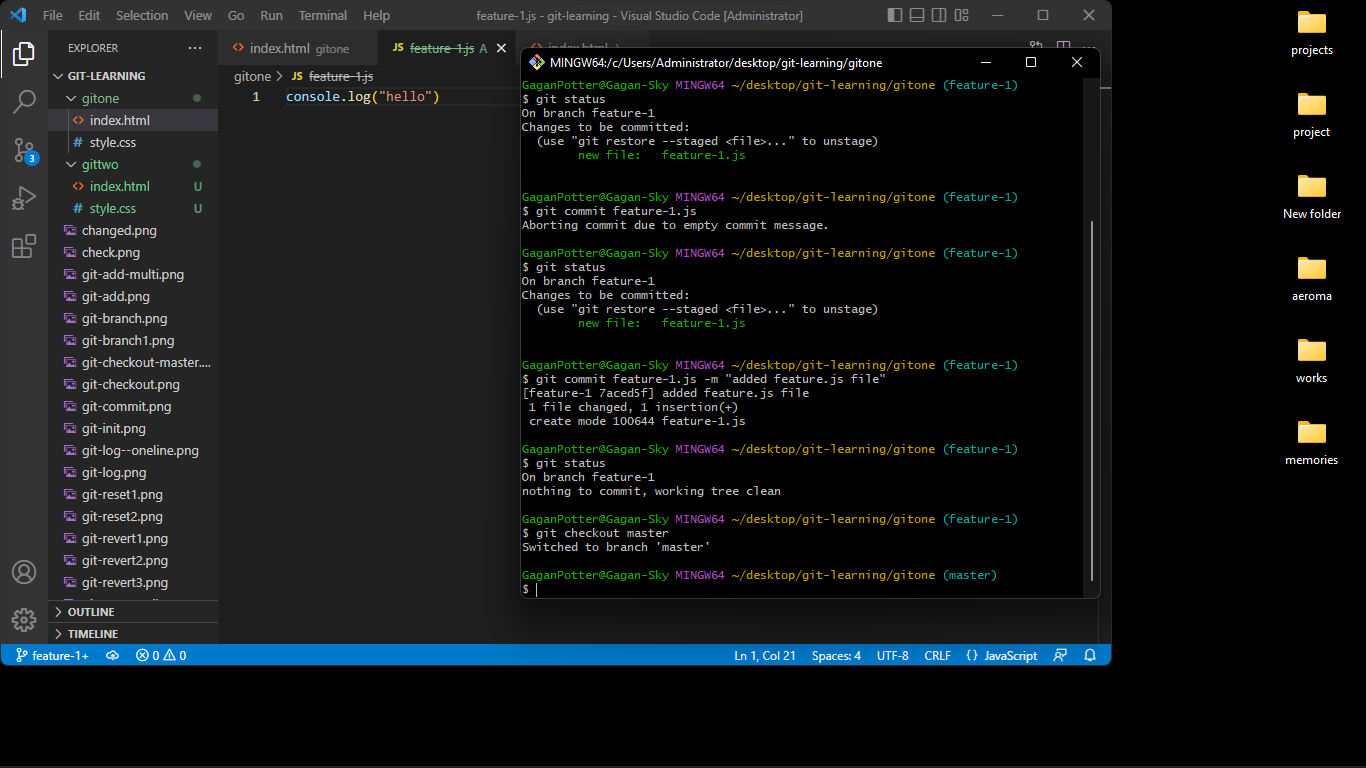 File Edit Selection View Go Run Terminal Help
feature-1.js - git-learning - Visual Studio Code [Administrator]
EXPLORER
GIT-LEARNING
gitone
index.html
style.css
gittwo
index.html U
style.css U
changed.png
check.png
git-add-multi.png
git-add.png
git-branch.png
git-branch1.png
git-checkout-master....
git-checkout.png
git-commit.png
git-init.png
git-log--oneline.png
git-log.png
git-reset1.png
git-reset2.png
git-revert1.png
git-revert2.png
git-revert3.png
OUTLINE
TIMELINE
3
index.html gitone
JS feature-1.js A
index.html
gitone > JS feature-1.js
1 console.log("hello")
MINGW64:/c/Users/Administrator/desktop/git-learning/gitone
GaganPotter@Gagan-Sky MINGW64 ~/desktop/git-learning/gitone (feature-1)
$ git status
On branch feature-1
Changes to be committed:
(use "git restore --staged <file>..." to unstage)
new file: feature-1.js
GaganPotter@Gagan-Sky MINGW64 ~/desktop/git-learning/gitone (feature-1)
$ git commit feature-1.js
Aborting commit due to empty commit message.
GaganPotter@Gagan-Sky MINGW64 ~/desktop/git-learning/gitone (feature-1)
$ git status
On branch feature-1
Changes to be committed:
(use "git restore --staged <file>..." to unstage)
new file: feature-1.js
GaganPotter@Gagan-Sky MINGW64 ~/desktop/git-learning/gitone (feature-1)
$ git commit feature-1.js -m "added feature.js file"
[feature-1 7aced5f] added feature.js file
1 file changed, 1 insertion(+)
create mode 100644 feature-1.js
GaganPotter@Gagan-Sky MINGW64 ~/desktop/git-learning/gitone (feature-1)
$ git status
On branch feature-1
nothing to commit, working tree clean
GaganPotter@Gagan-Sky MINGW64 ~/desktop/git-learning/gitone (feature-1)
$ git checkout master
Switched to branch 'master'
GaganPotter@Gagan-Sky MINGW64 ~/desktop/git-learning/gitone (master)
$
feature-1+ 0 0
Ln 1, Col 21 Spaces: 4 UTF-8 CRLF {} JavaScript
projects
project
New folder
aeroma
works
memories